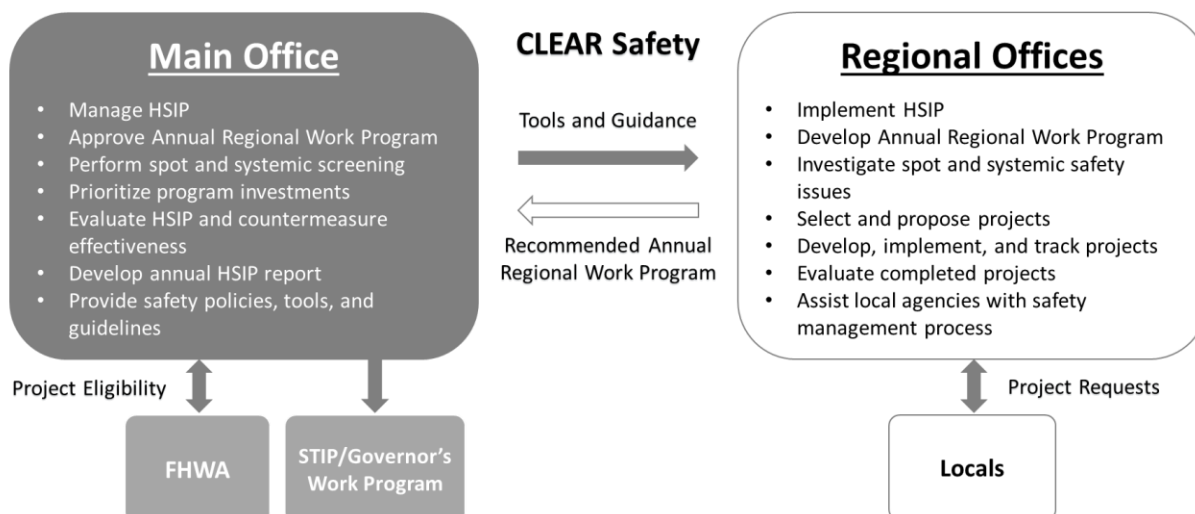 Main Office
• Manage HSIP
• Approve Annual Regional Work Program
• Perform spot and systemic screening
• Prioritize program investments
• Evaluate HSIP and countermeasure
effectiveness
• Develop annual HSIP report
• Provide safety policies, tools, and
guidelines
CLEAR Safety
Tools and Guidance
Recommended Annual
Regional Work Program
Regional Offices
• Implement HSIP
• Develop Annual Regional Work Program
• Investigate spot and systemic safety
issues
• Select and propose projects
• Develop, implement, and track projects
• Evaluate completed projects
• Assist local agencies with safety
management process
Project Eligibility
FHWA
STIP/Governor's
Work Program
Project Requests
Locals